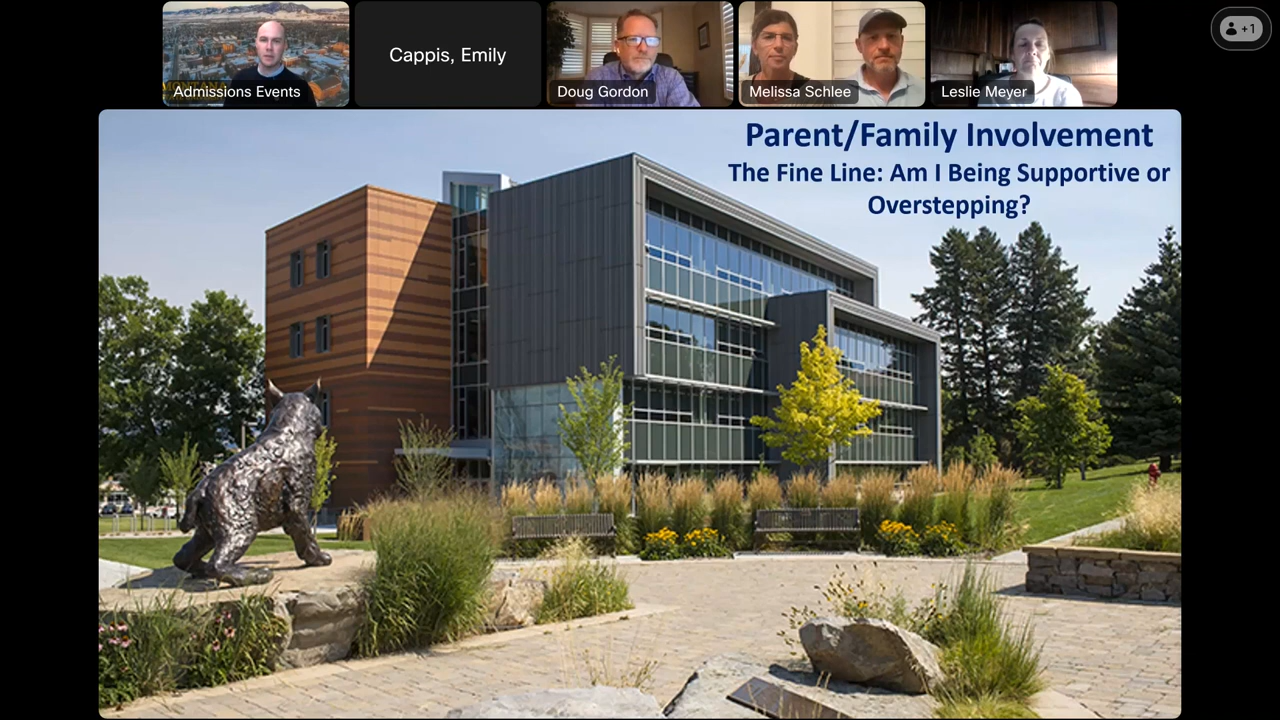 Admissions Events
Cappis, Emily
Doug Gordon
Melissa Schlee
Leslie Meyer
+1
Parent/Family Involvement
The Fine Line: Am I Being Supportive or
Overstepping?